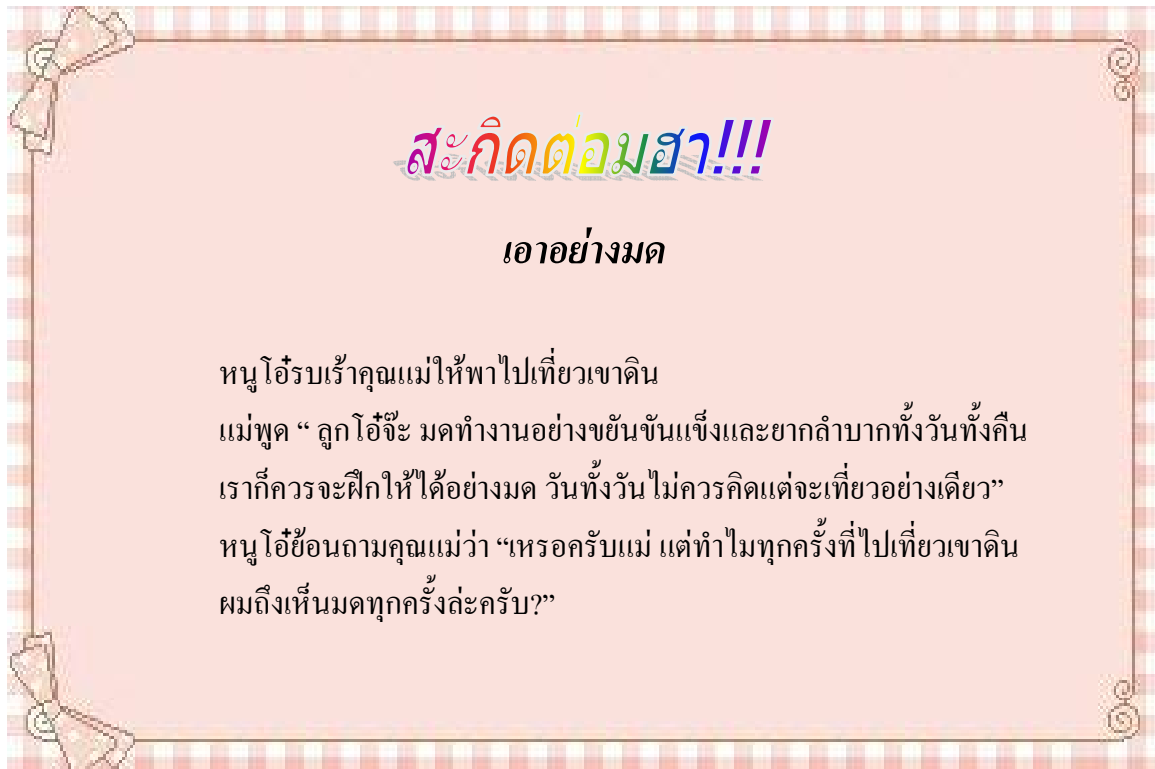 สะกิดต่อมฮา!!!
เอาอย่างมด
หนูโอ๋รบเร้าคุณแม่ให้พาไปเที่ยวเขาดิน
แม่พูด “ ลูกโอ๋จ๊ะ มดทำงานอย่างขยันขันแข็งและยากลำบากทั้งวันทั้งคืน
เราก็ควรจะฝึกให้ได้อย่างมด วันทั้งวันไม่ควรคิดแต่จะเที่ยวอย่างเดียว”
หนูโอ๋ย้อนถามคุณแม่ว่า “เหรอครับแม่ แต่ทำไมทุกครั้งที่ไปเที่ยวเขาดิน
ผมถึงเห็นมดทุกครั้งล่ะครับ?”